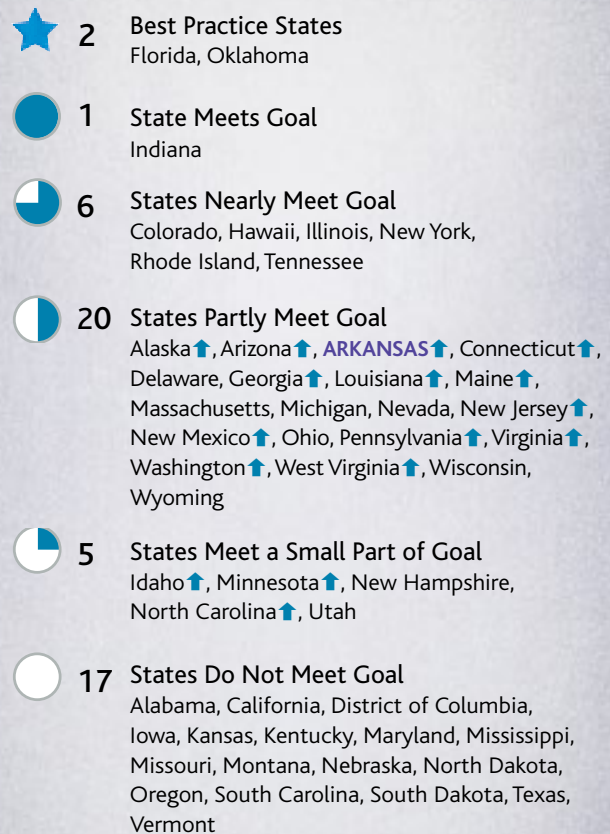 2 Best Practice States
Florida, Oklahoma
1 State Meets Goal
Indiana
6 States Nearly Meet Goal
Colorado, Hawaii, Illinois, New York,
Rhode Island, Tennessee
20 States Partly Meet Goal
Alaska⬆, Arizona⬆, ARKANSAS⬆, Connecticut⬆,
Delaware, Georgia⬆, Louisiana⬆, Maine⬆,
Massachusetts, Michigan, Nevada, New Jersey⬆,
New Mexico⬆, Ohio, Pennsylvania⬆, Virginia⬆,
Washington⬆, West Virginia⬆, Wisconsin,
Wyoming
5 States Meet a Small Part of Goal
Idaho⬆, Minnesota⬆, New Hampshire,
North Carolina⬆, Utah
17 States Do Not Meet Goal
Alabama, California, District of Columbia,
Iowa, Kansas, Kentucky, Maryland, Mississippi,
Missouri, Montana, Nebraska, North Dakota,
Oregon, South Carolina, South Dakota, Texas,
Vermont